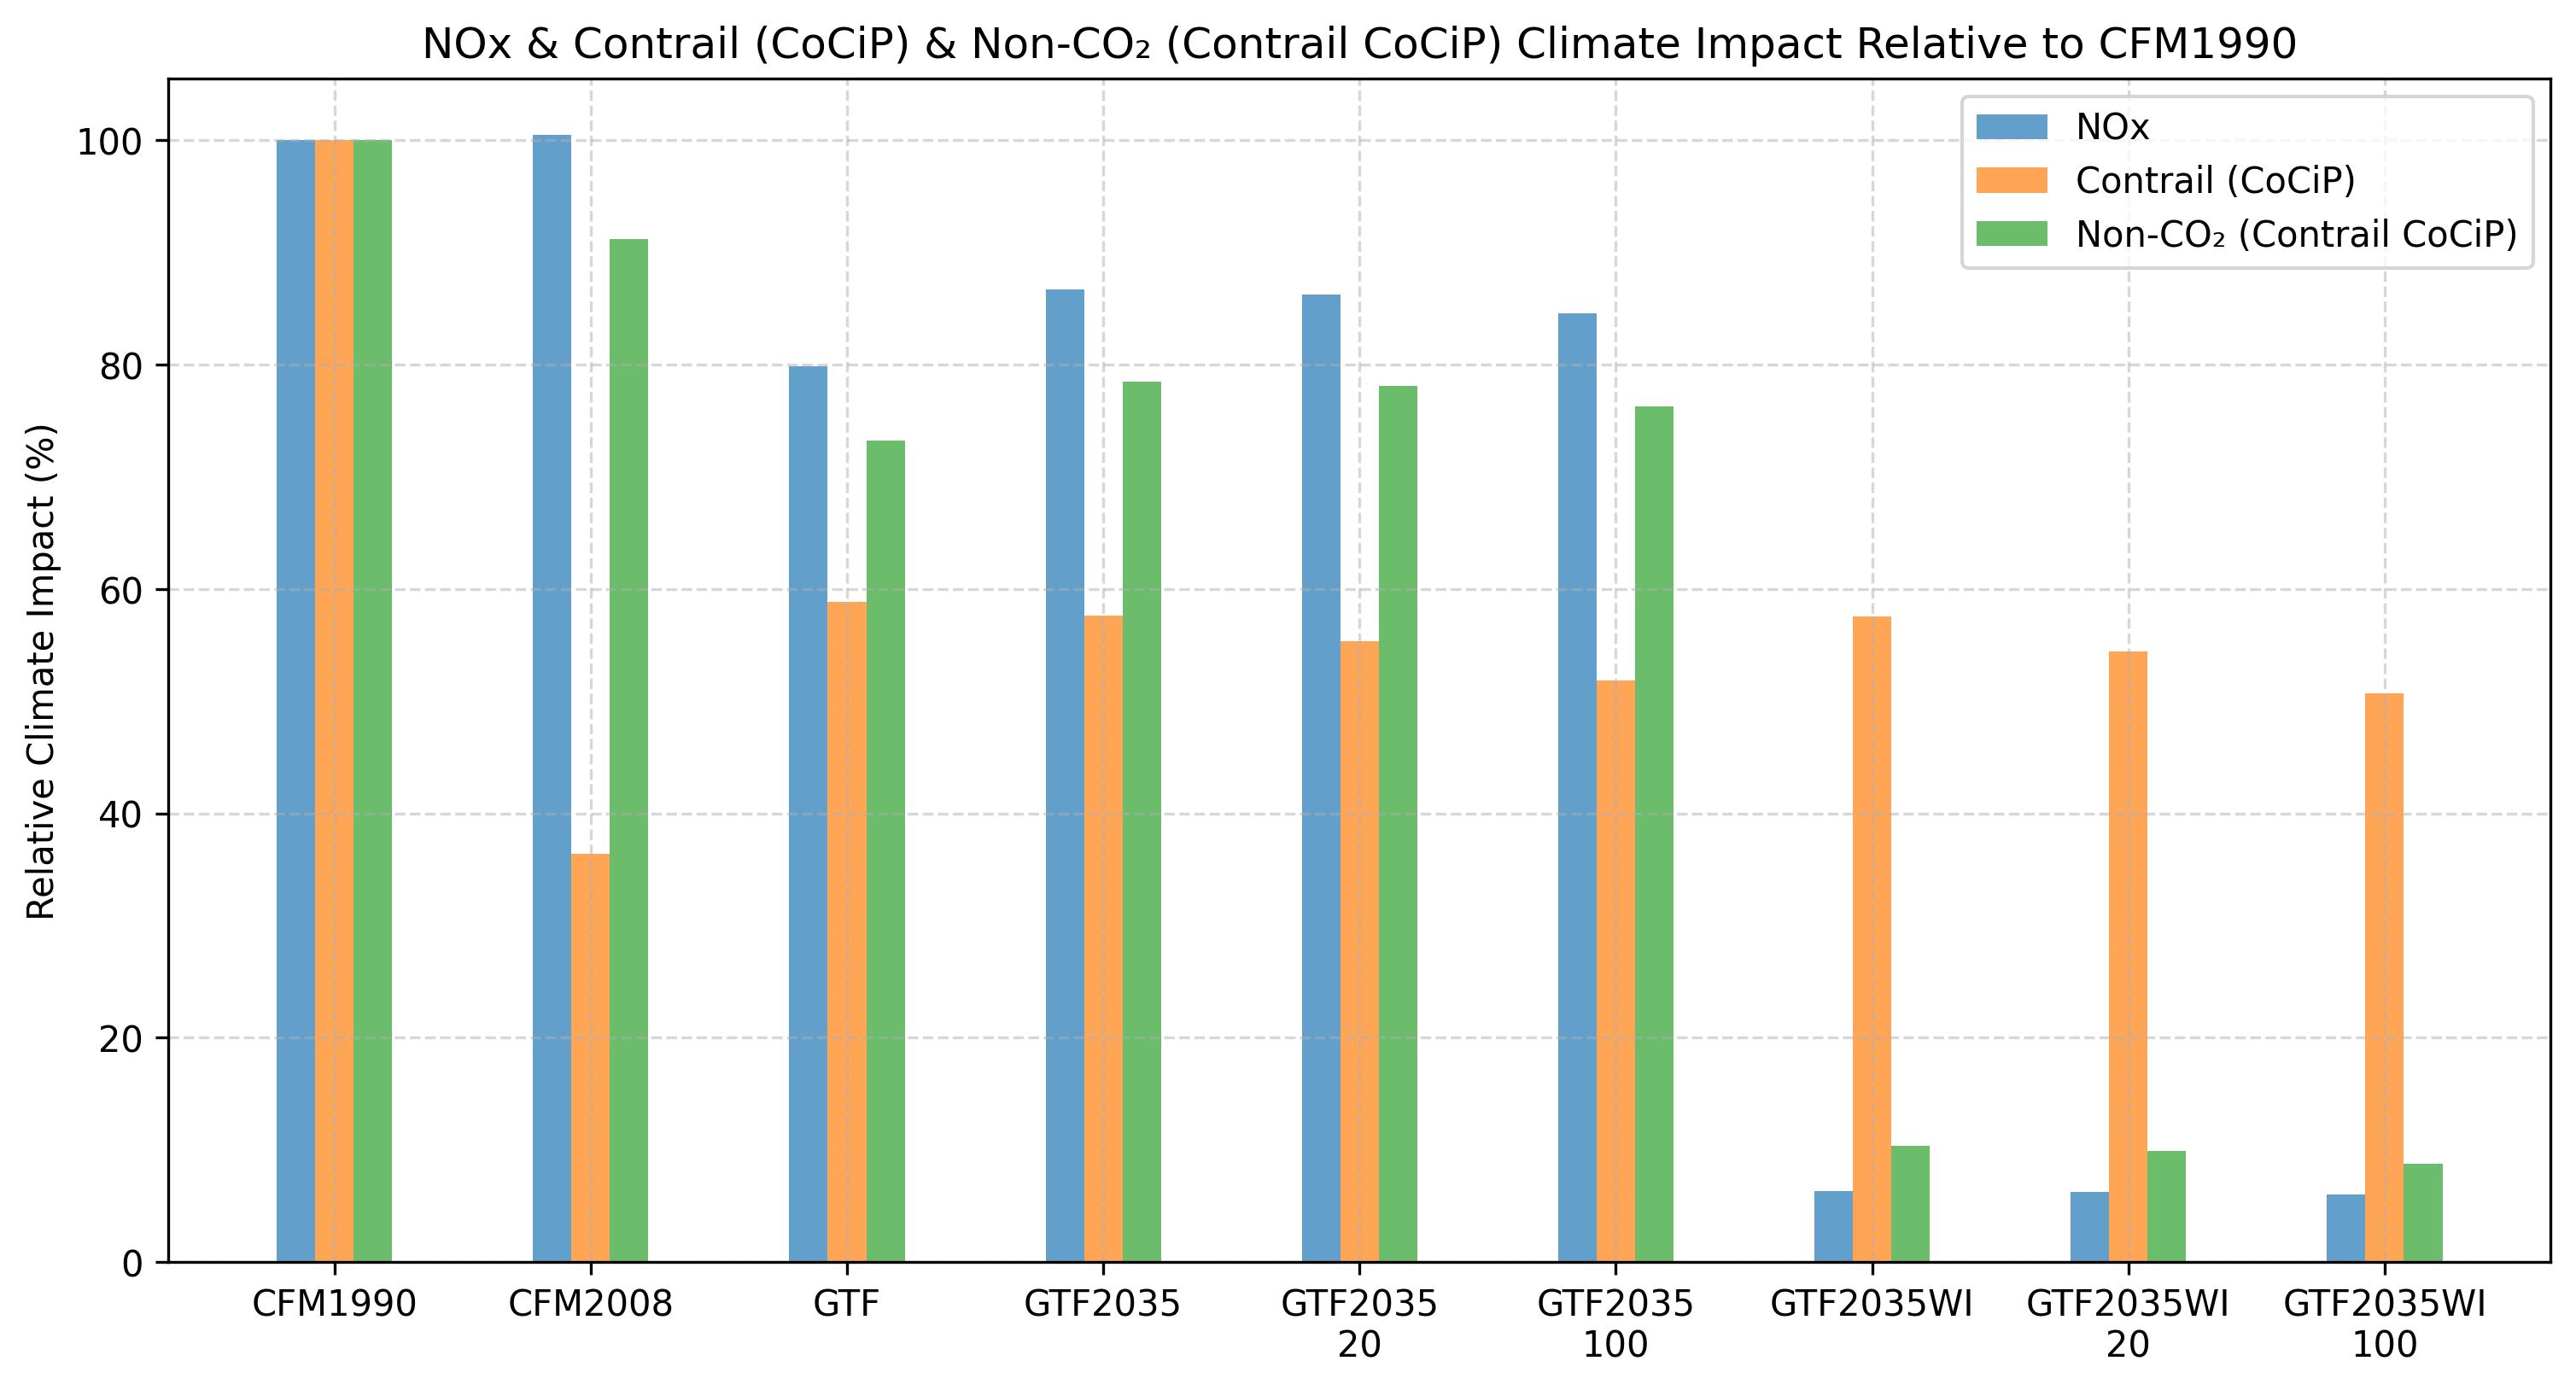 NOx & Contrail (CoCiP) & Non-CO₂ (Contrail CoCiP) Climate Impact Relative to CFM1990
NOx
Contrail (CoCiP)
Non-CO₂ (Contrail CoCiP)
Relative Climate Impact (%)
100
80
60
40
20
0
CFM1990
CFM2008
GTF
GTF2035
GTF2035
20
GTF2035
100
GTF2035WI
GTF2035WI
20
GTF2035WI
100